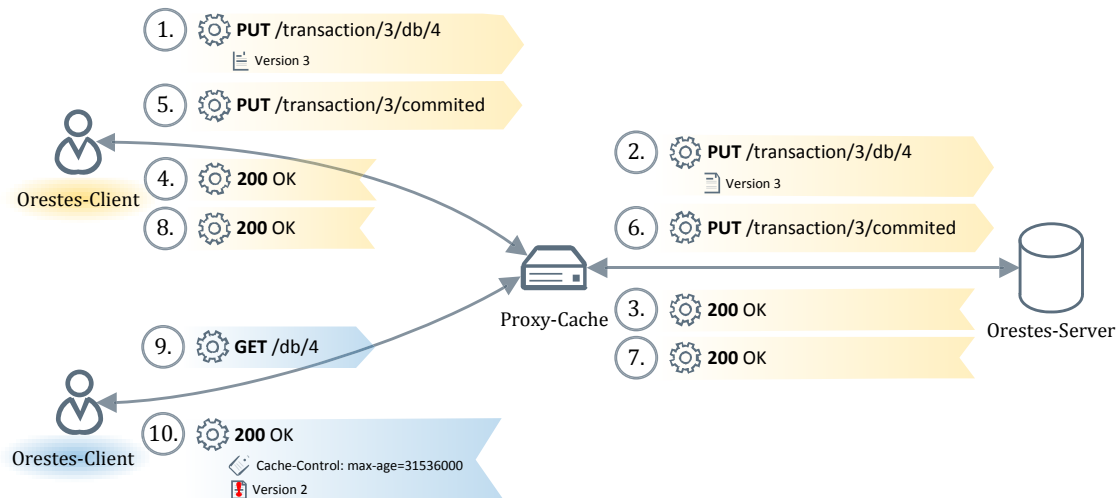 1. PUT /transaction/3/db/4
Version 3
5. PUT /transaction/3/commited
Orestes-Client
4. 200 OK
8. 200 OK
2. PUT /transaction/3/db/4
Version 3
6. PUT /transaction/3/commited
Proxy-Cache
3. 200 OK
7. 200 OK
Orestes-Server
9. GET /db/4
Orestes-Client
10. 200 OK
Cache-Control: max-age=31536000
Version 2